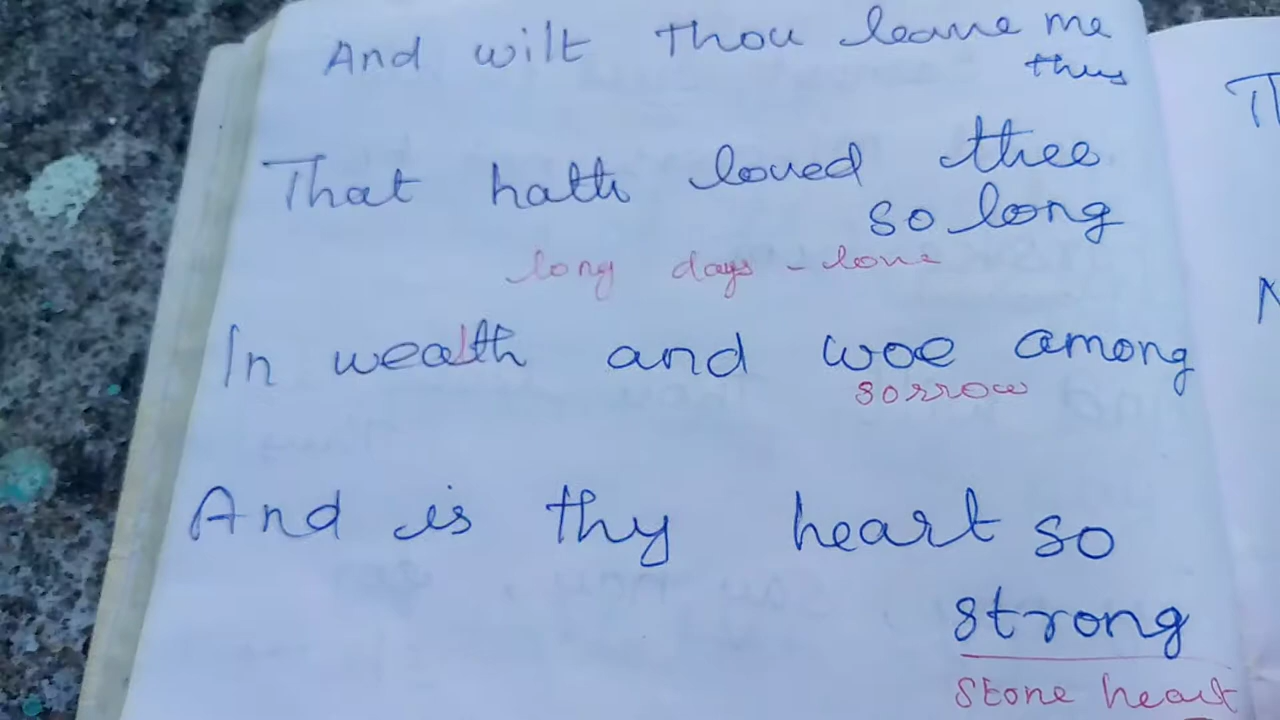 And wilt thou leave me
thus
That hath loved thee
so long
long days - love
In wealth and woe among
sorrow
And is thy heart so
strong
Stone heart